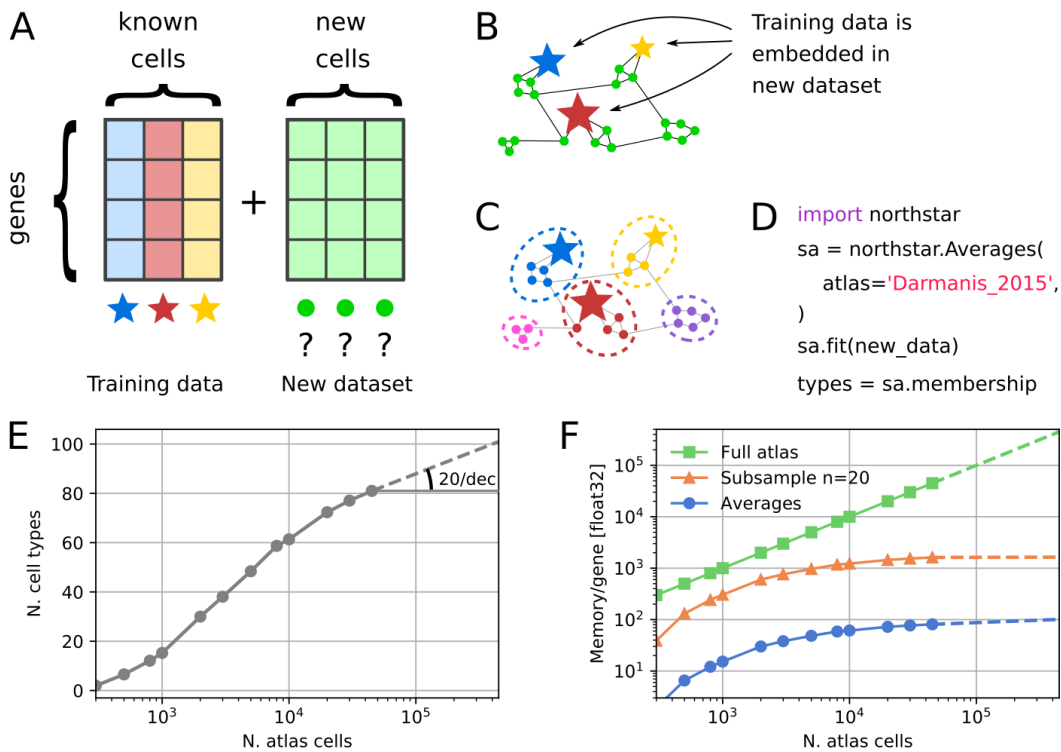 A
known
cells
new
cells
genes
+
? ? ?
Training data
New dataset
B
Training data is
embedded in
new dataset
C
D
import northstar
sa = northstar.Averages(
atlas='Darmanis_2015',
)
sa.fit(new_data)
types = sa.membership
E
N. cell types
100
80
60
40
20
0
20/dec
10³
10⁴
10⁵
N. atlas cells
F
Memory/gene [float32]
Full atlas
Subsample n=20
Averages
10⁵
10⁴
10³
10²
10¹
10³
10⁴
10⁵
N. atlas cells